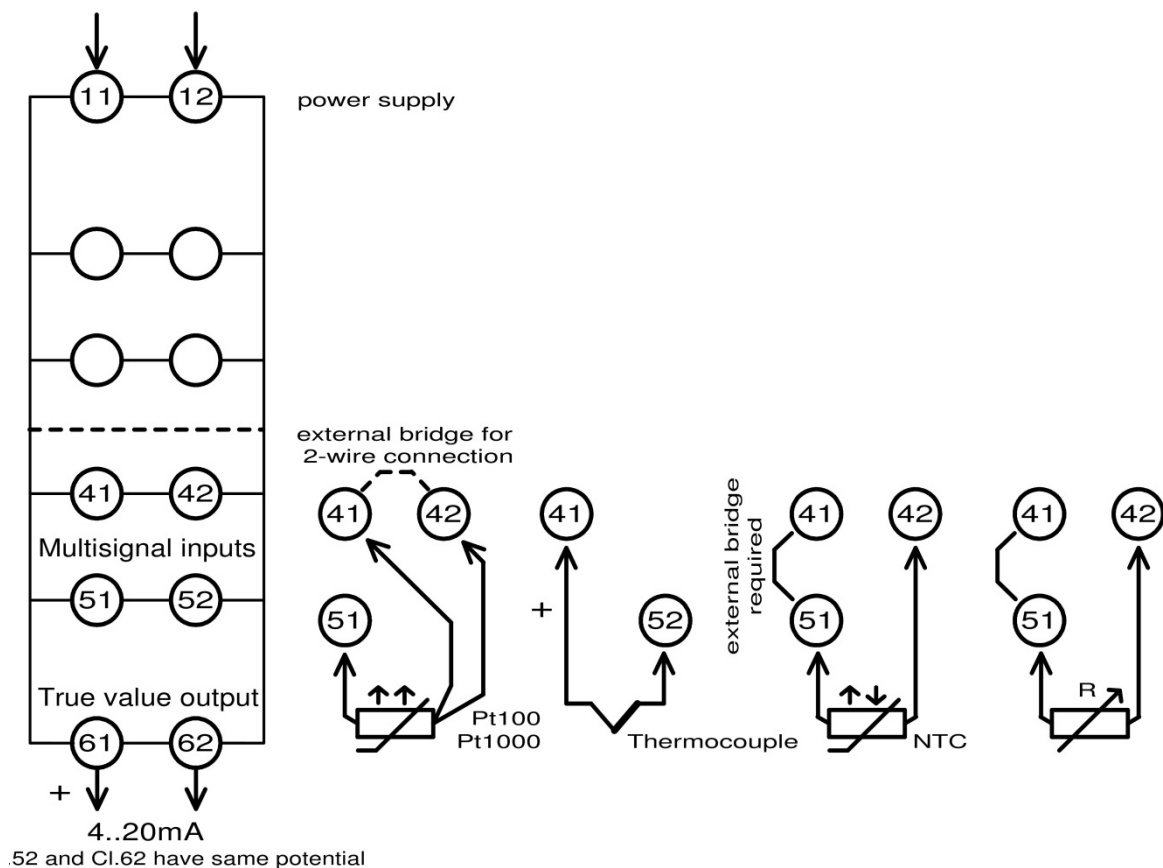 11 12 power supply
external bridge for
2-wire connection
41 42 41 42 41 external bridge required 41 42 41 42
Multisignal inputs
51 52 51 + 52 51 51
True value output
R
61 62 Pt100
Pt1000 Thermocouple NTC
+
4..20mA
.52 and Cl.62 have same potential